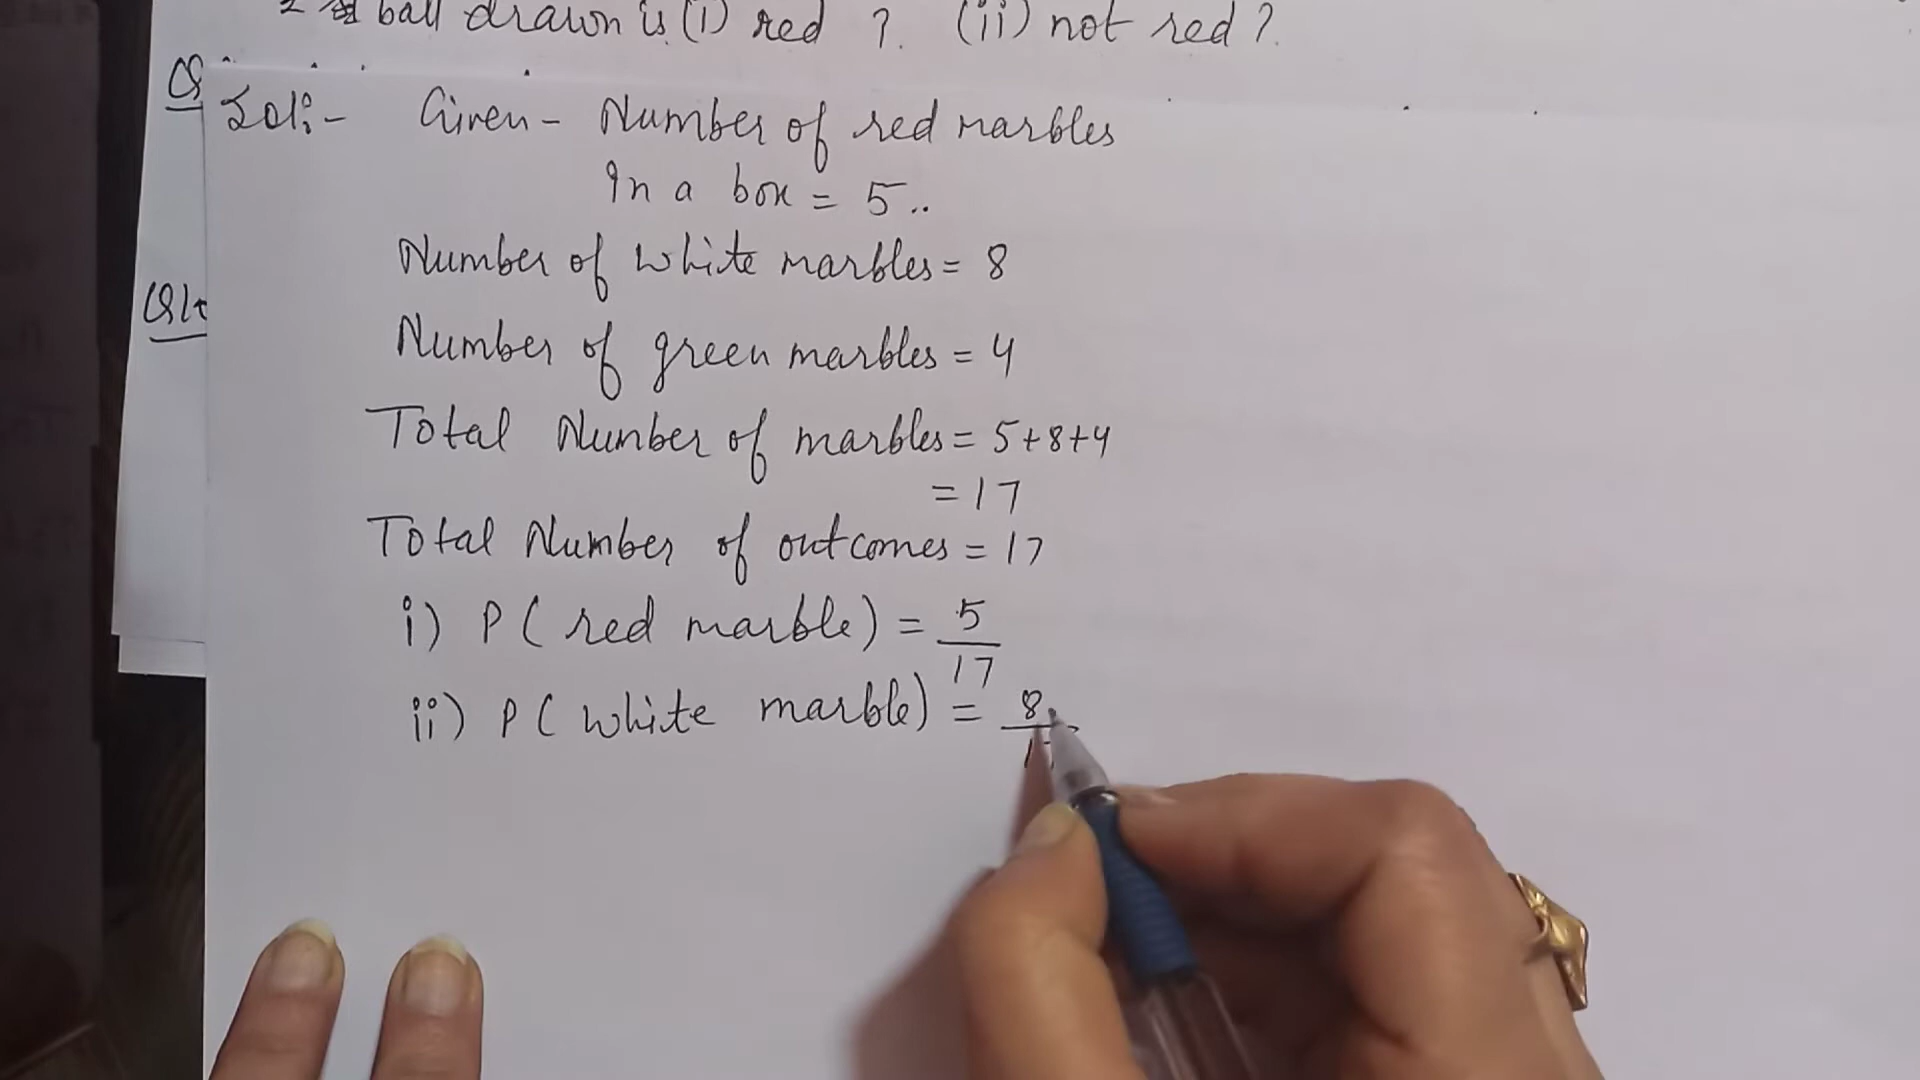 ball drawn is (i) red ?. (ii) not red ?.
Q
Sol:- Given - Number of red marbles
In a box = 5..
Number of white marbles = 8
Q1
Number of green marbles = 4
Total Number of marbles = 5+8+4
= 17
Total Number of outcomes = 17
i) P( red marble) = 5/17
ii) P( white marble) = 8/17